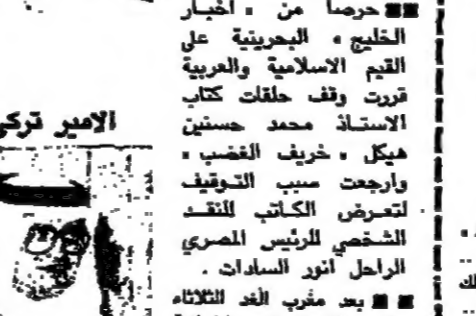 ■■ حرصا من « اخبار
الخليج » البحرينية على
القيم الاسلامية والعربية
قررت وقف حلقات كتاب
الاستاذ محمد حسنين
هيكل « خريف الغضب »
وارجعت سبب التوقيف
لتعرض الكاتب للنقد
الشخصي للرئيس المصري
الراحل انور السادات .
■■ بعد مغرب الغد الثلاثاء
الامير تركي